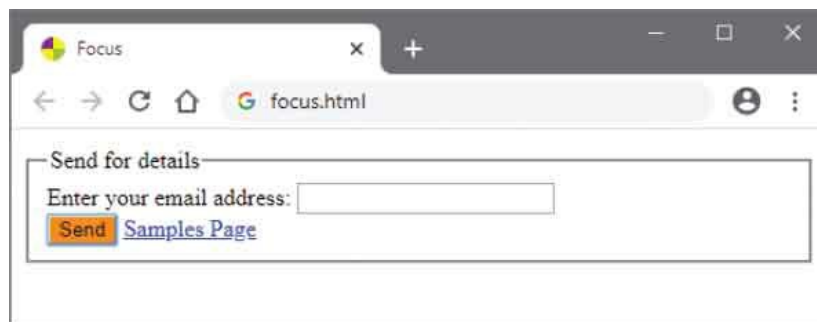 Focus
focus.html
Send for details
Enter your email address:
Send Samples Page